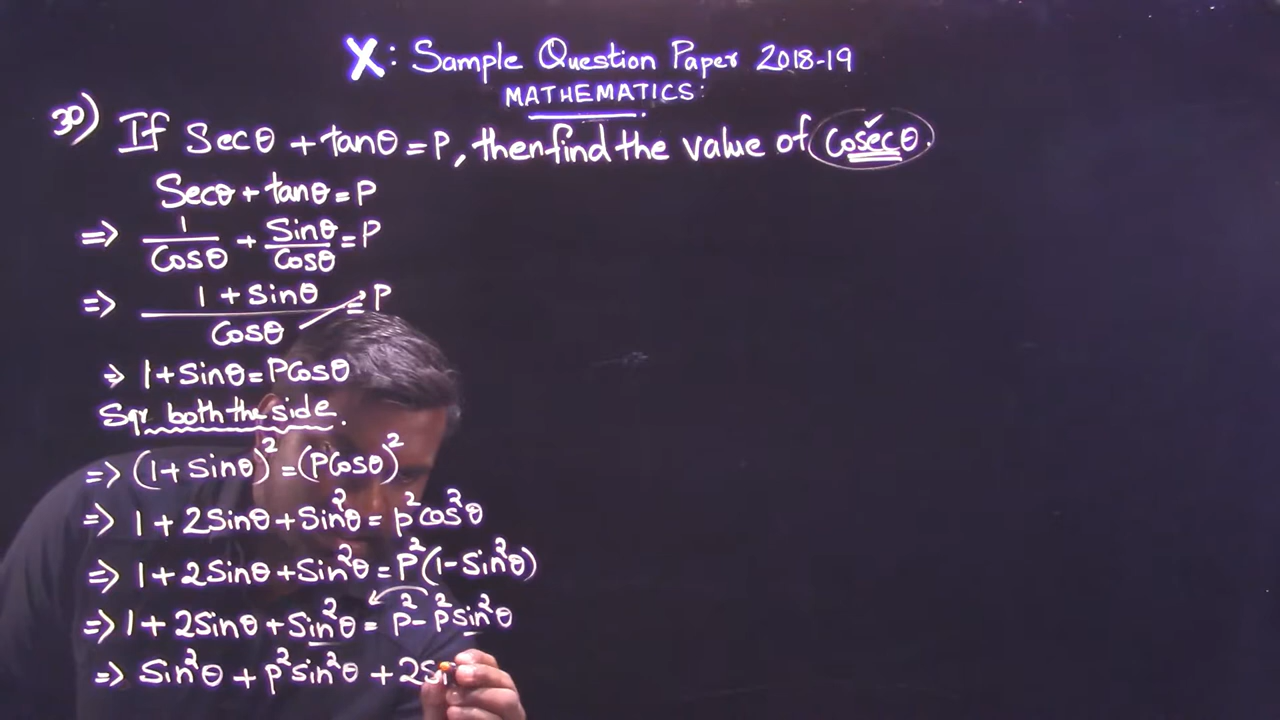 X: Sample Question Paper 2018-19
MATHEMATICS:
30) If Secθ + tanθ = P, then find the value of Cosecθ.
Secθ + tanθ = P
=> 1/Cosθ + Sinθ/Cosθ = P
=> (1 + Sinθ)/Cosθ = P
=> 1 + Sinθ = P Cosθ
Sqr both the side.
=> (1 + Sinθ)² = (P Cosθ)²
=> 1 + 2Sinθ + Sin²θ = P²cos²θ
=> 1 + 2Sinθ + Sin²θ = P²(1 - Sin²θ)
=> 1 + 2Sinθ + Sin²θ = P² - P²sin²θ
=> Sin²θ + P²sin²θ + 2Si